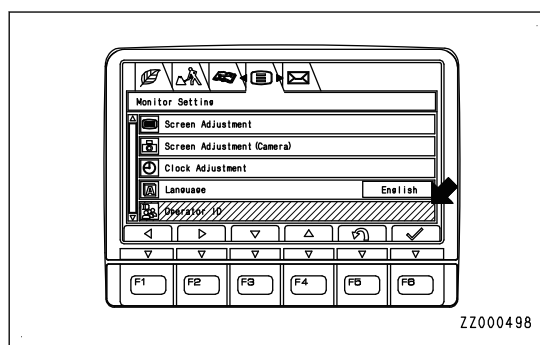 Monitor Setting
Screen Adjustment
Screen Adjustment (Camera)
Clock Adjustment
Language English
Operator ID
F1 F2 F3 F4 F5 F6
ZZ000498